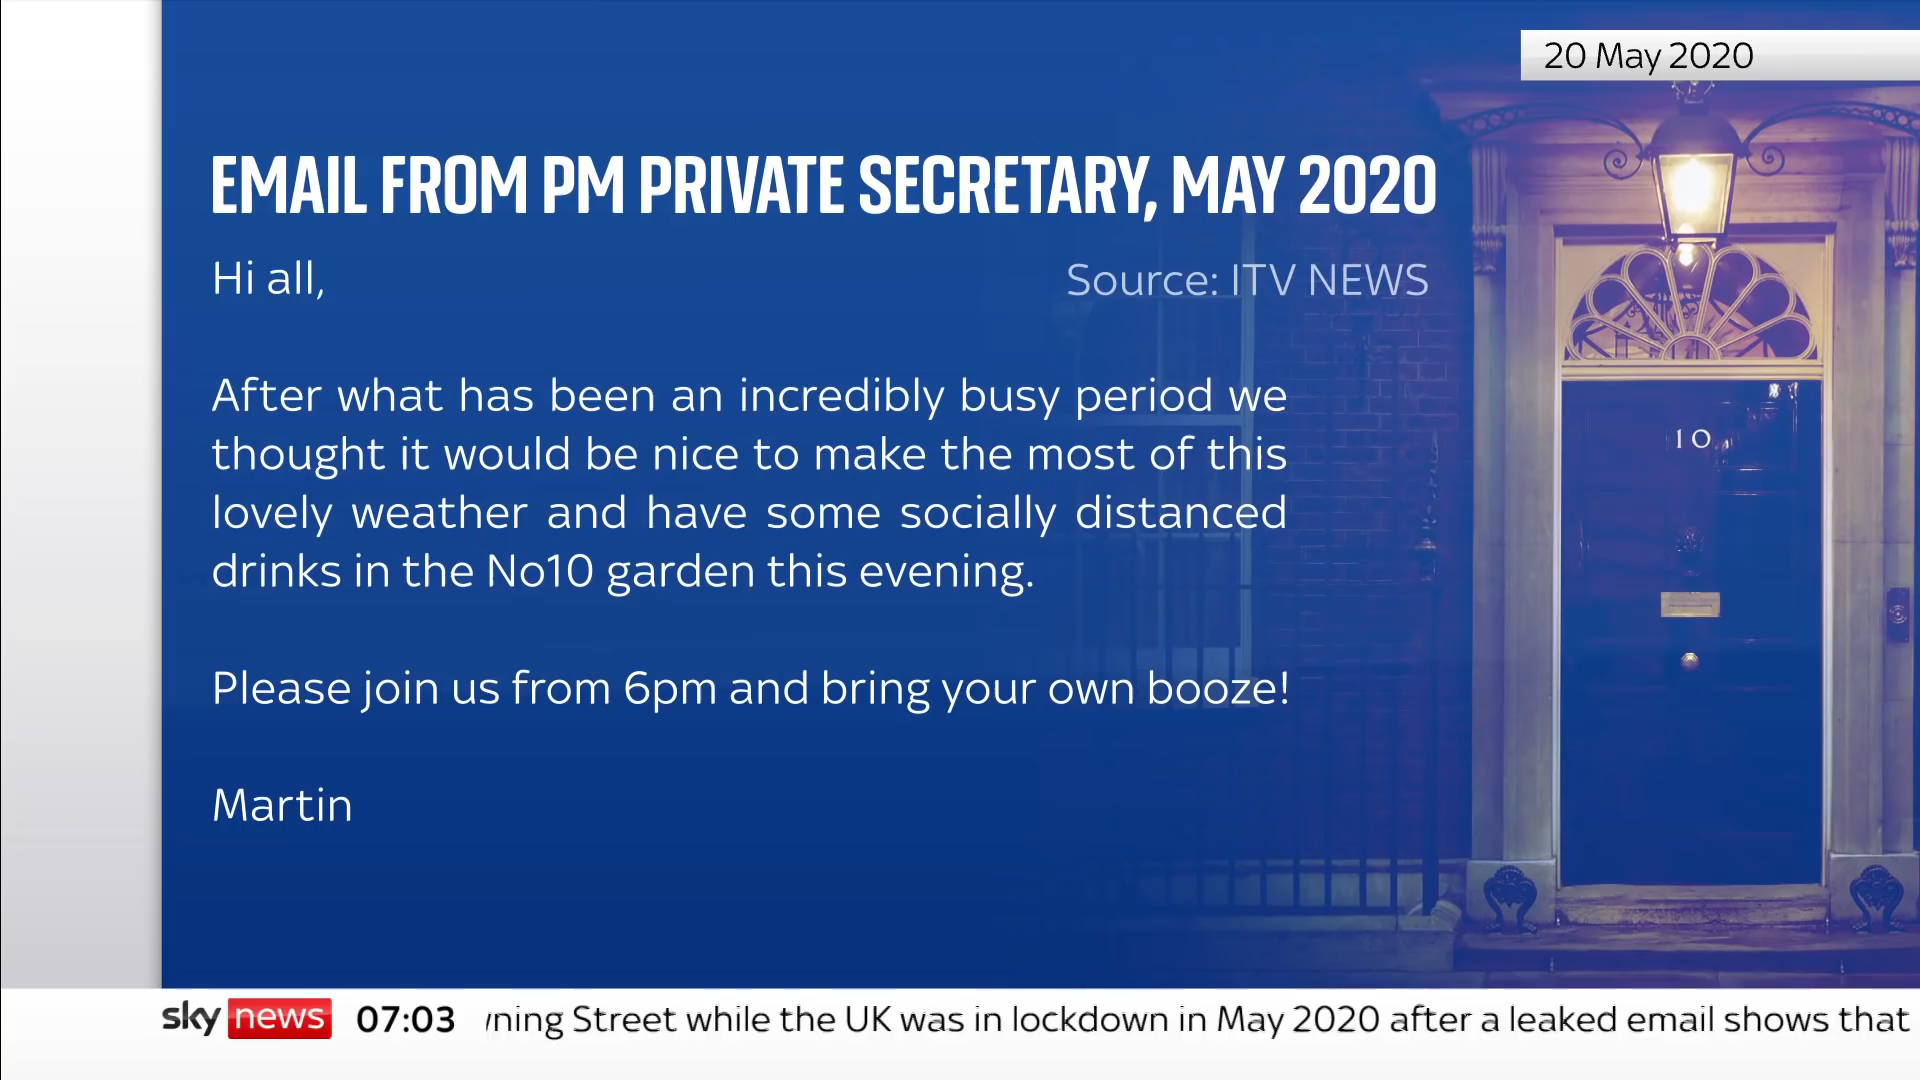 20 May 2020
EMAIL FROM PM PRIVATE SECRETARY, MAY 2020
Hi all,
Source: ITV NEWS
After what has been an incredibly busy period we
thought it would be nice to make the most of this
lovely weather and have some socially distanced
drinks in the No10 garden this evening.
Please join us from 6pm and bring your own booze!
Martin
10
sky news 07:03 ning Street while the UK was in lockdown in May 2020 after a leaked email shows that